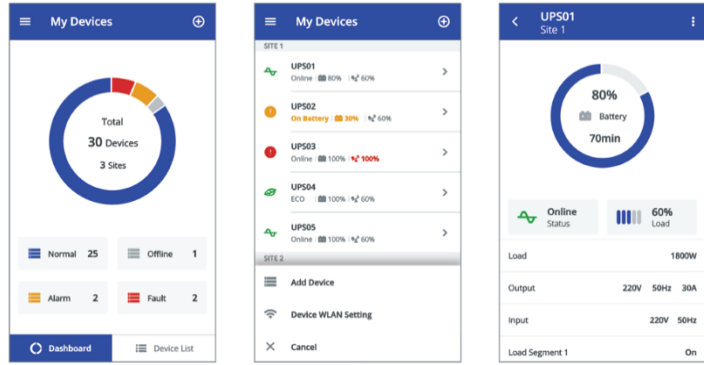 My Devices
Total
30 Devices
3 Sites
Normal 25
Offline 1
Alarm 2
Fault 2
Dashboard
Device List
My Devices
SITE 1
UPS01
Online 80% 60%
UPS02
On Battery 30% 60%
UPS03
Online 100% 100%
UPS04
ECO 100% 60%
UPS05
Online 100% 60%
SITE 2
Add Device
Device WLAN Setting
Cancel
UPS01
Site 1
80%
Battery
70min
Online
Status
60%
Load
Load 1800W
Output 220V 50Hz 30A
Input 220V 50Hz
Load Segment 1 On